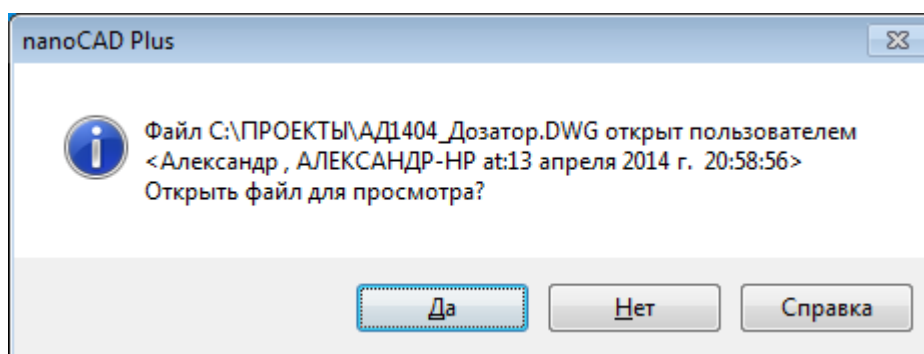 nanoCAD Plus
Файл C:\ПРОЕКТЫ\АД1404_Дозатор.DWG открыт пользователем
<Александр , АЛЕКСАНДР-HP at:13 апреля 2014 г.  20:58:56>
Открыть файл для просмотра?
Да
Нет
Справка